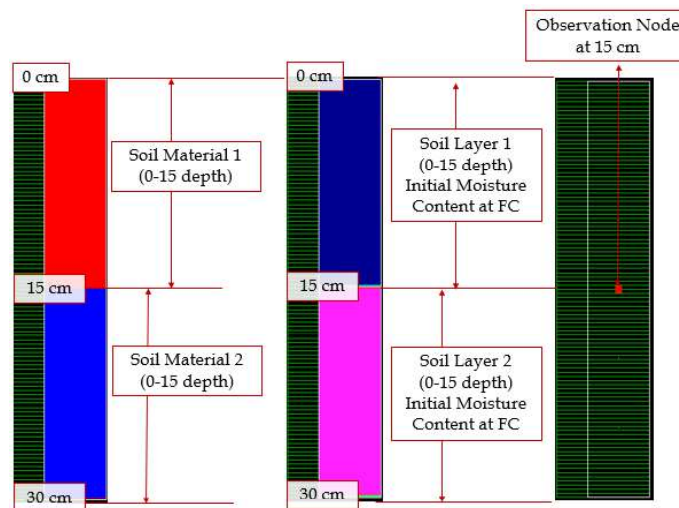 0 cm
Soil Material 1
(0-15 depth)
15 cm
Soil Material 2
(0-15 depth)
30 cm
0 cm
Soil Layer 1
(0-15 depth)
Initial Moisture
Content at FC
15 cm
Soil Layer 2
(0-15 depth)
Initial Moisture
Content at FC
30 cm
Observation Node
at 15 cm